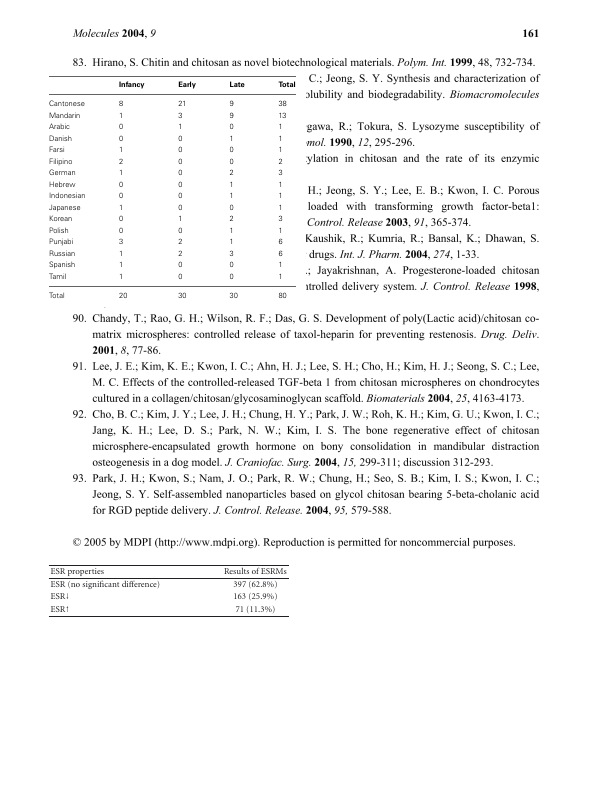 Molecules 2004, 9 161
83. Hirano, S. Chitin and chitosan as novel biotechnological materials. Polym. Int. 1999, 48, 732-734.
C.; Jeong, S. Y. Synthesis and characterization of
olubility and biodegradability. Biomacromolecules
gawa, R.; Tokura, S. Lysozyme susceptibility of
mol. 1990, 12, 295-296.
ylation in chitosan and the rate of its enzymic
H.; Jeong, S. Y.; Lee, E. B.; Kwon, I. C. Porous
loaded with transforming growth factor-beta1:
Control. Release 2003, 91, 365-374.
Kaushik, R.; Kumria, R.; Bansal, K.; Dhawan, S.
drugs. Int. J. Pharm. 2004, 274, 1-33.
.; Jayakrishnan, A. Progesterone-loaded chitosan
ntrolled delivery system. J. Control. Release 1998,
Infancy Early Late Total
Cantonese 8 21 9 38
Mandarin 1 3 9 13
Arabic 0 1 0 1
Danish 0 0 1 1
Farsi 1 0 0 1
Filipino 2 0 0 2
German 1 0 2 3
Hebrew 0 0 1 1
Indonesian 0 0 1 1
Japanese 1 0 0 1
Korean 0 1 2 3
Polish 0 0 1 1
Punjabi 3 2 1 6
Russian 1 2 3 6
Spanish 1 0 0 1
Tamil 1 0 0 1
Total 20 30 30 80
90. Chandy, T.; Rao, G. H.; Wilson, R. F.; Das, G. S. Development of poly(Lactic acid)/chitosan co-
matrix microspheres: controlled release of taxol-heparin for preventing restenosis. Drug. Deliv.
2001, 8, 77-86.
91. Lee, J. E.; Kim, K. E.; Kwon, I. C.; Ahn, H. J.; Lee, S. H.; Cho, H.; Kim, H. J.; Seong, S. C.; Lee,
M. C. Effects of the controlled-released TGF-beta 1 from chitosan microspheres on chondrocytes
cultured in a collagen/chitosan/glycosaminoglycan scaffold. Biomaterials 2004, 25, 4163-4173.
92. Cho, B. C.; Kim, J. Y.; Lee, J. H.; Chung, H. Y.; Park, J. W.; Roh, K. H.; Kim, G. U.; Kwon, I. C.;
Jang, K. H.; Lee, D. S.; Park, N. W.; Kim, I. S. The bone regenerative effect of chitosan
microsphere-encapsulated growth hormone on bony consolidation in mandibular distraction
osteogenesis in a dog model. J. Craniofac. Surg. 2004, 15, 299-311; discussion 312-293.
93. Park, J. H.; Kwon, S.; Nam, J. O.; Park, R. W.; Chung, H.; Seo, S. B.; Kim, I. S.; Kwon, I. C.;
Jeong, S. Y. Self-assembled nanoparticles based on glycol chitosan bearing 5-beta-cholanic acid
for RGD peptide delivery. J. Control. Release. 2004, 95, 579-588.
© 2005 by MDPI (http://www.mdpi.org). Reproduction is permitted for noncommercial purposes.
ESR properties Results of ESRMs
ESR (no significant difference) 397 (62.8%)
ESR↓ 163 (25.9%)
ESR↑ 71 (11.3%)